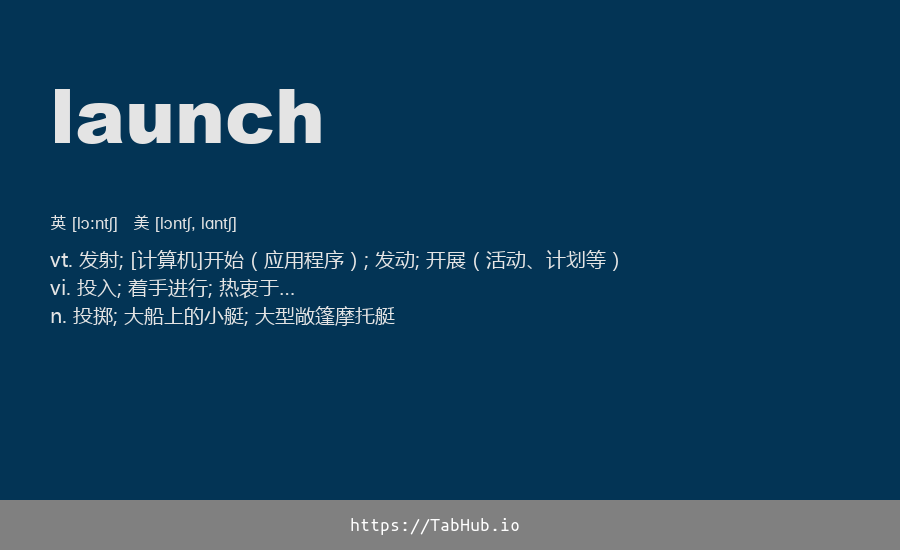 launch
英 [lɔ:ntʃ] 美 [lɔntʃ, lɑntʃ]
vt. 发射; [计算机]开始（应用程序）; 发动; 开展（活动、计划等）
vi. 投入; 着手进行; 热衷于…
n. 投掷; 大船上的小艇; 大型敞篷摩托艇
https://TabHub.io